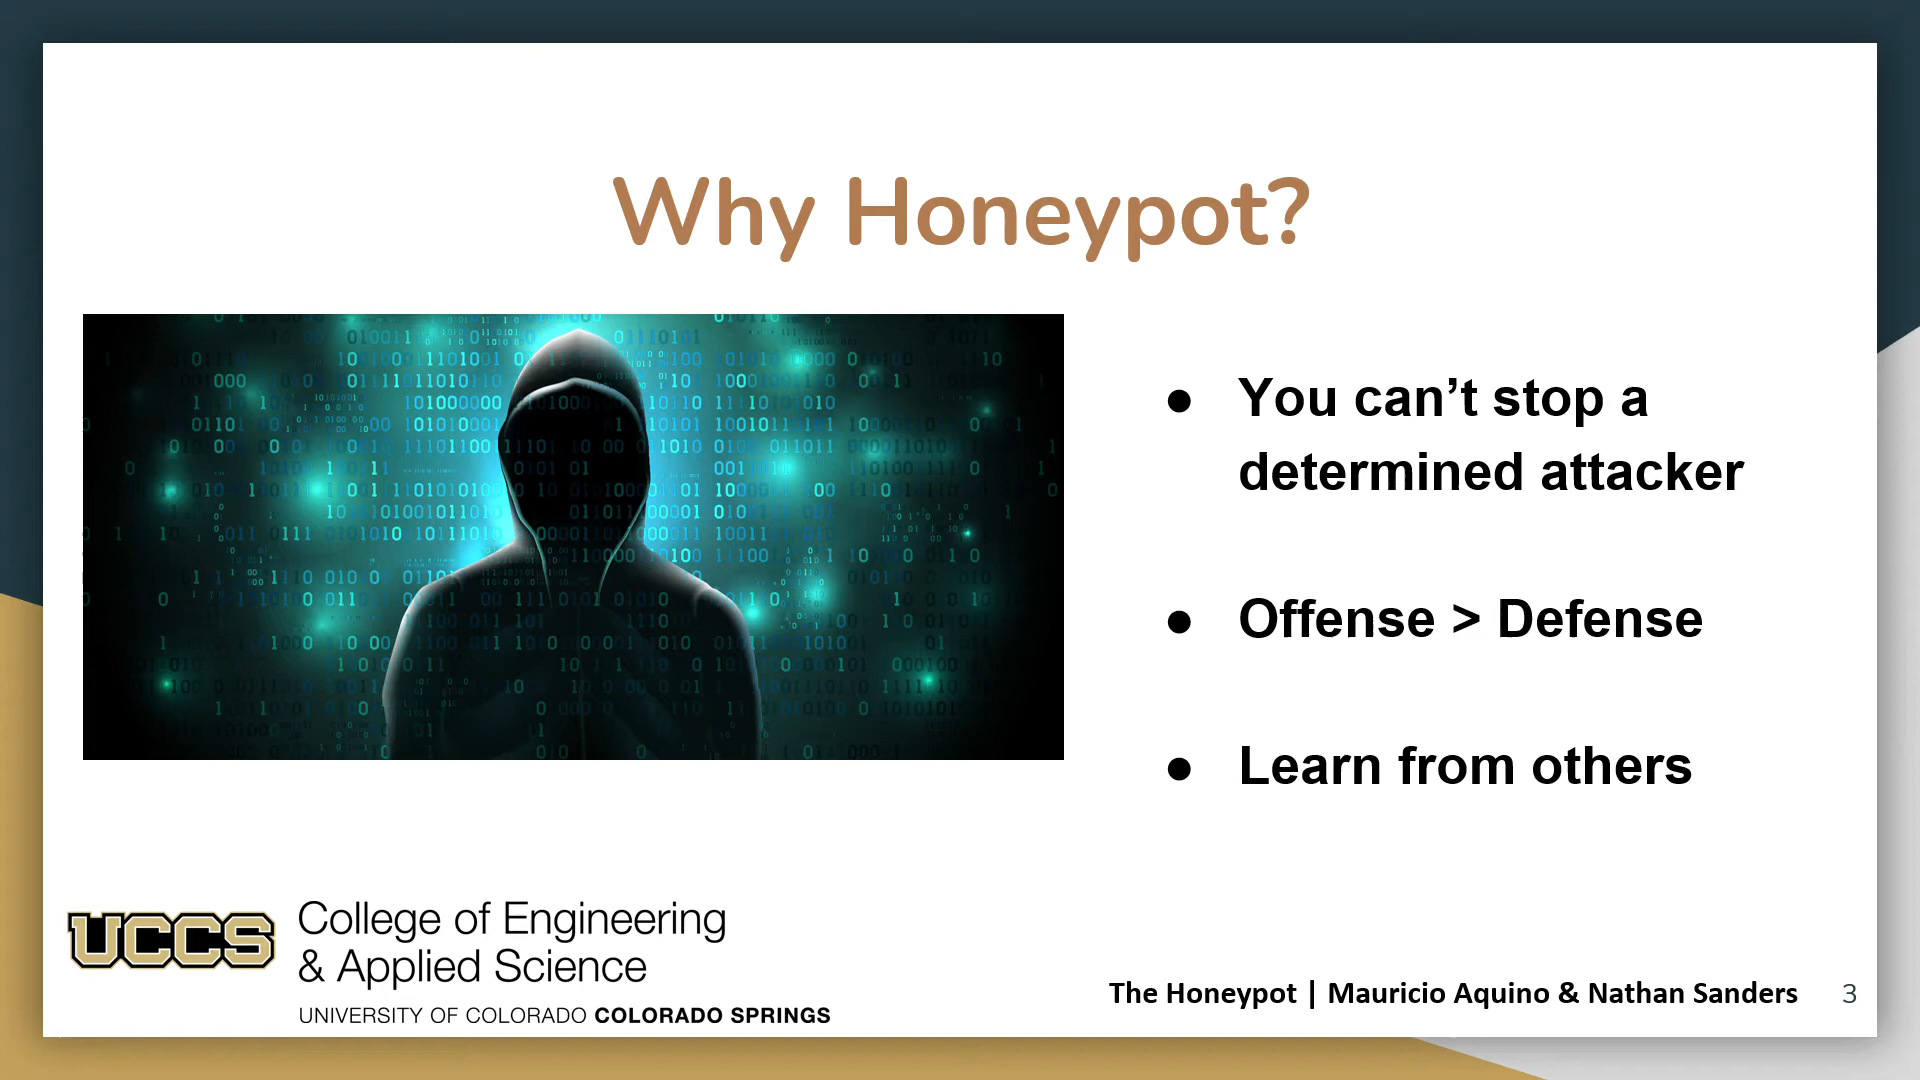 Why Honeypot?
● You can’t stop a
determined attacker
● Offense > Defense
● Learn from others
UCCS
College of Engineering
& Applied Science
UNIVERSITY OF COLORADO COLORADO SPRINGS
The Honeypot | Mauricio Aquino & Nathan Sanders 3